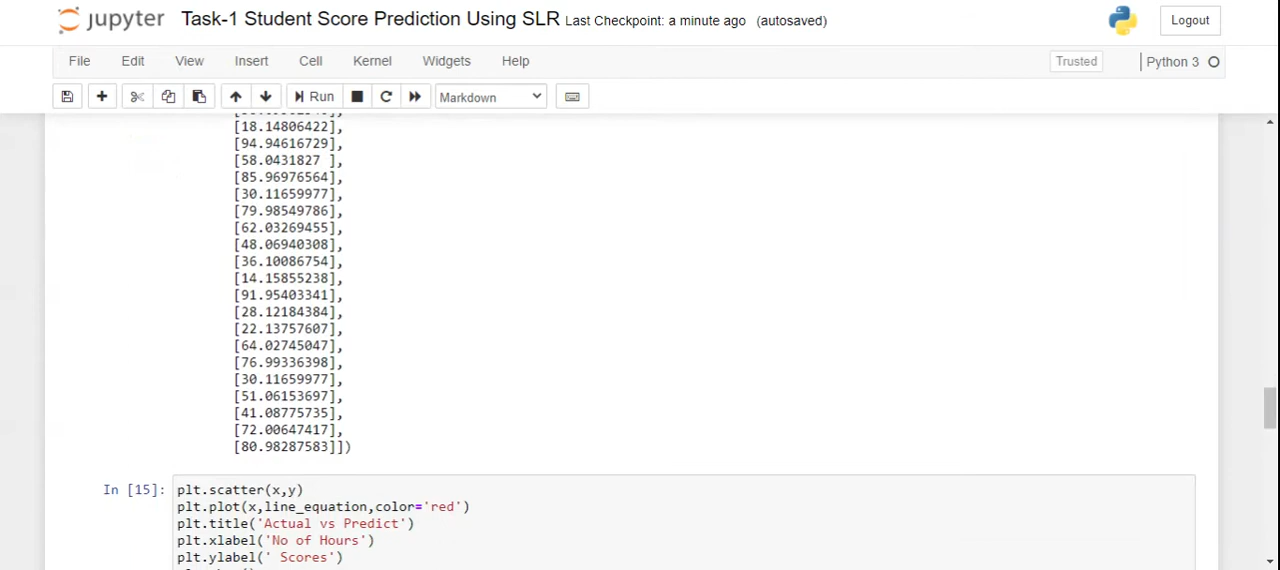 jupyter Task-1 Student Score Prediction Using SLR Last Checkpoint: a minute ago (autosaved)
Logout
File Edit View Insert Cell Kernel Widgets Help
Trusted
Python 3
Run
Markdown
[18.14806422],
[94.94616729],
[58.0431827 ],
[85.96976564],
[30.11659977],
[79.98549786],
[62.03269455],
[48.06940308],
[36.10086754],
[14.15855238],
[91.95403341],
[28.12184384],
[22.13757607],
[64.02745047],
[76.99336398],
[30.11659977],
[51.06153697],
[41.08775735],
[72.00647417],
[80.98287583]])
In [15]:
plt.scatter(x,y)
plt.plot(x,line_equation,color='red')
plt.title('Actual vs Predict')
plt.xlabel('No of Hours')
plt.ylabel(' Scores')